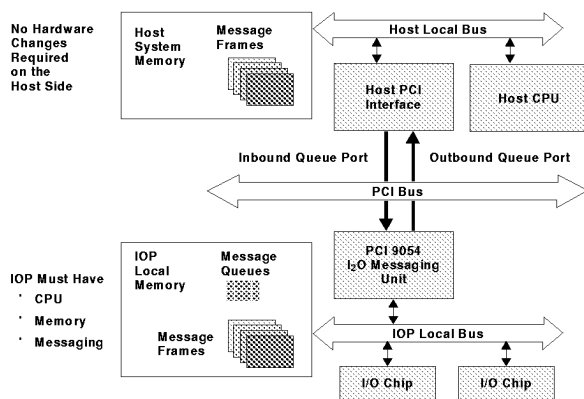 No Hardware
Changes
Required
on the
Host Side
Host
System
Memory
Message
Frames
Host Local Bus
Host PCI
Interface
Host CPU
Inbound Queue Port
Outbound Queue Port
PCI Bus
IOP Must Have
· CPU
· Memory
· Messaging
IOP
Local
Memory
Message
Queues
Message
Frames
PCI 9054
I₂O Messaging
Unit
IOP Local Bus
I/O Chip
I/O Chip